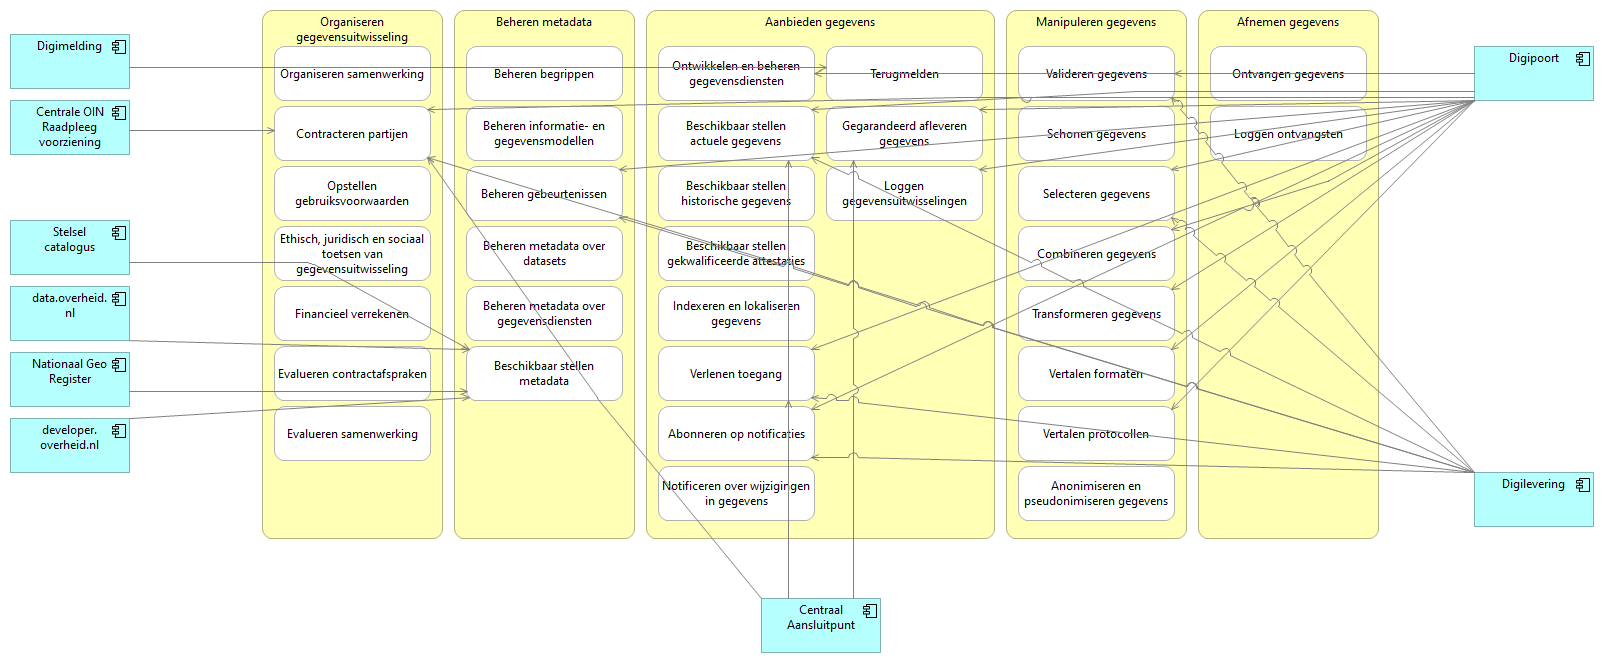 Organiseren
gegevensuitwisseling
Beheren metadata
Aanbieden gegevens
Manipuleren gegevens
Afnemen gegevens
Digimelding
Centrale OIN
Raadpleeg
voorziening
Stelsel
catalogus
data.overheid.
nl
Nationaal Geo
Register
developer.
overheid.nl
Organiseren samenwerking
Contracteren partijen
Opstellen
gebruiksvoorwaarden
Ethisch, juridisch en sociaal
toetsen van
gegevensuitwisseling
Financieel verrekenen
Evalueren contractafspraken
Evalueren samenwerking
Beheren begrippen
Beheren informatie- en
gegevensmodellen
Beheren gebeurtenissen
Beheren metadata over
datasets
Beheren metadata over
gegevensdiensten
Beschikbaar stellen
metadata
Ontwikkelen en beheren
gegevensdiensten
Beschikbaar stellen
actuele gegevens
Beschikbaar stellen
historische gegevens
Beschikbaar stellen
gekwalificeerde attestaties
Indexeren en lokaliseren
gegevens
Verlenen toegang
Abonneren op notificaties
Notificeren over wijzigingen
in gegevens
Terugmelden
Gegarandeerd afleveren
gegevens
Loggen
gegevensuitwisselingen
Valideren gegevens
Schonen gegevens
Selecteren gegevens
Combineren gegevens
Transformeren gegevens
Vertalen formaten
Vertalen protocollen
Anonimiseren en
pseudonimiseren gegevens
Ontvangen gegevens
Loggen ontvangsten
Digipoort
Digilevering
Centraal
Aansluitpunt